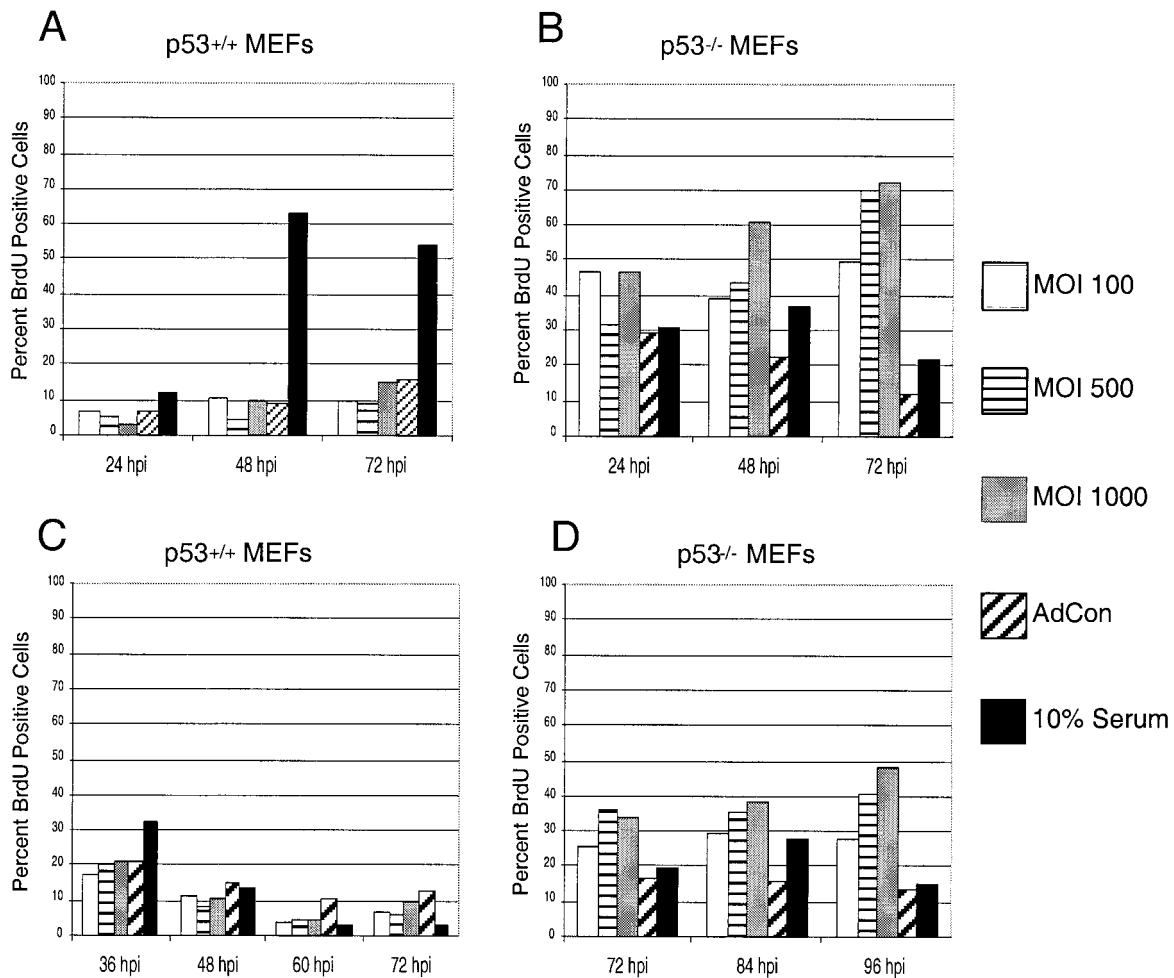 A
p53+/+ MEFs
Percent BrdU Positive Cells
100
90
80
70
60
50
40
30
20
10
0
24 hpi
48 hpi
72 hpi
B
p53-/- MEFs
Percent BrdU Positive Cells
100
90
80
70
60
50
40
30
20
10
0
24 hpi
48 hpi
72 hpi
MOI 100
MOI 500
MOI 1000
AdCon
10% Serum
C
p53+/+ MEFs
Percent BrdU Positive Cells
100
90
80
70
60
50
40
30
20
10
0
36 hpi
48 hpi
60 hpi
72 hpi
D
p53-/- MEFs
Percent BrdU Positive Cells
100
90
80
70
60
50
40
30
20
10
0
72 hpi
84 hpi
96 hpi